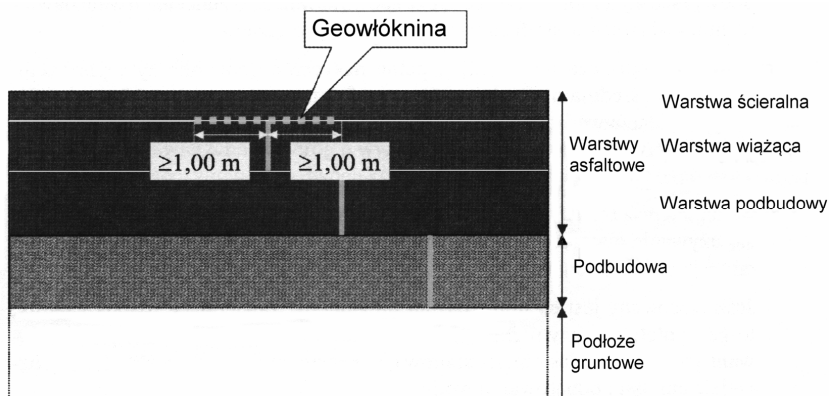 Geowłóknina
Warstwa ścieralna
Warstwy
asfaltowe
Warstwa wiążąca
≥1,00 m
≥1,00 m
Warstwa podbudowy
Podbudowa
Podłoże
gruntowe